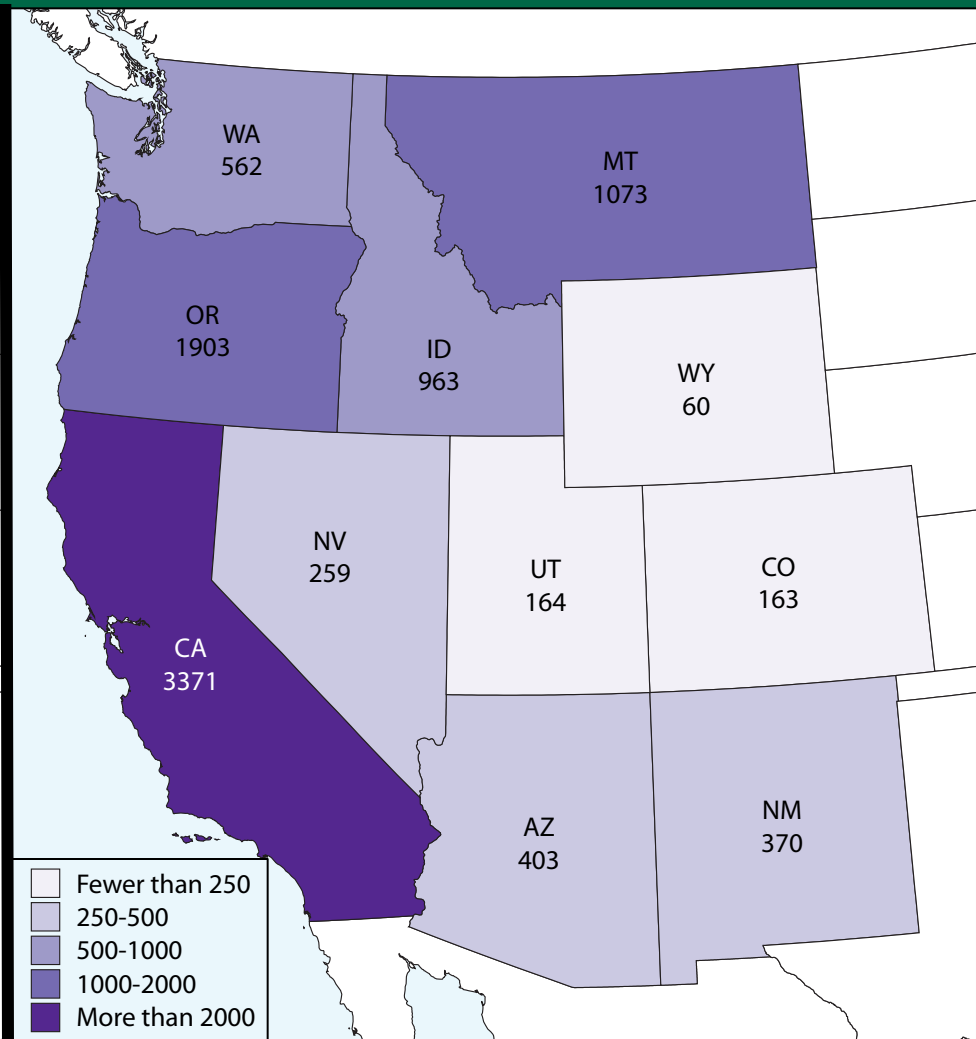 WA
562
MT
1073
OR
1903
ID
963
WY
60
NV
259
UT
164
CO
163
CA
3371
AZ
403
NM
370
Fewer than 250
250-500
500-1000
1000-2000
More than 2000